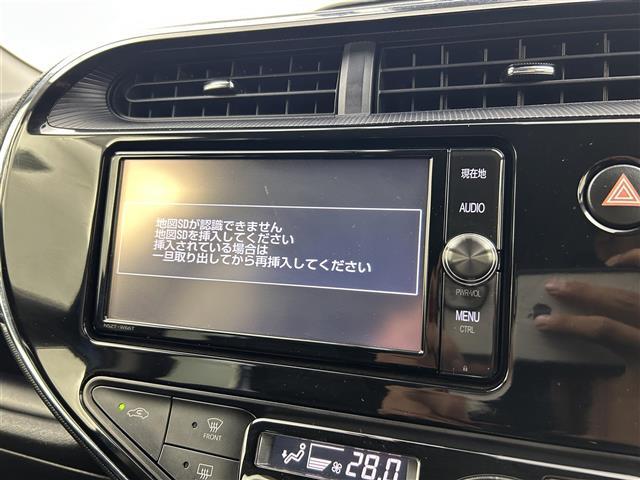 地図SDが認識できません
地図SDを挿入してください
挿入されている場合は
一旦取り出してから再挿入してください
NSZT-W66T
現在地
AUDIO
PWR·VOL
MENU
CTRL
FRONT
28.0